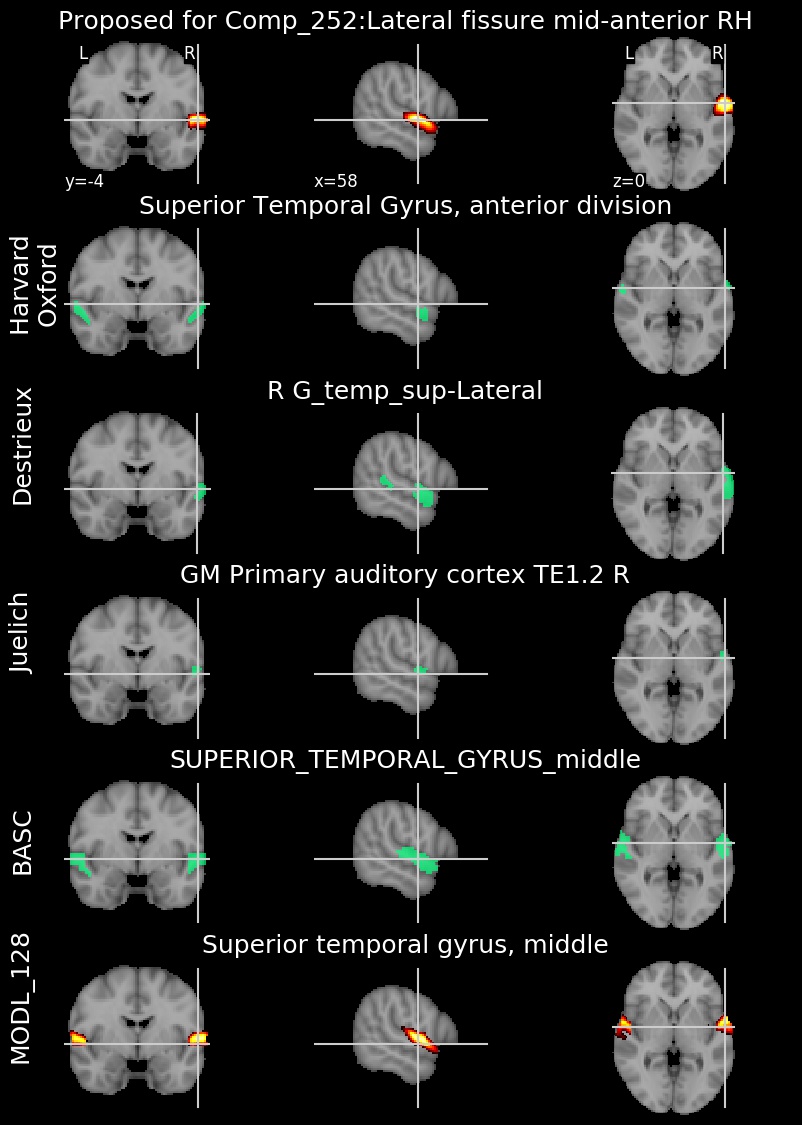 Proposed for Comp_252:Lateral fissure mid-anterior RH
L R L R
y=-4 x=58 z=0
Superior Temporal Gyrus, anterior division
Harvard
Oxford
R G_temp_sup-Lateral
Destrieux
GM Primary auditory cortex TE1.2 R
Juelich
SUPERIOR_TEMPORAL_GYRUS_middle
BASC
Superior temporal gyrus, middle
MODL_128